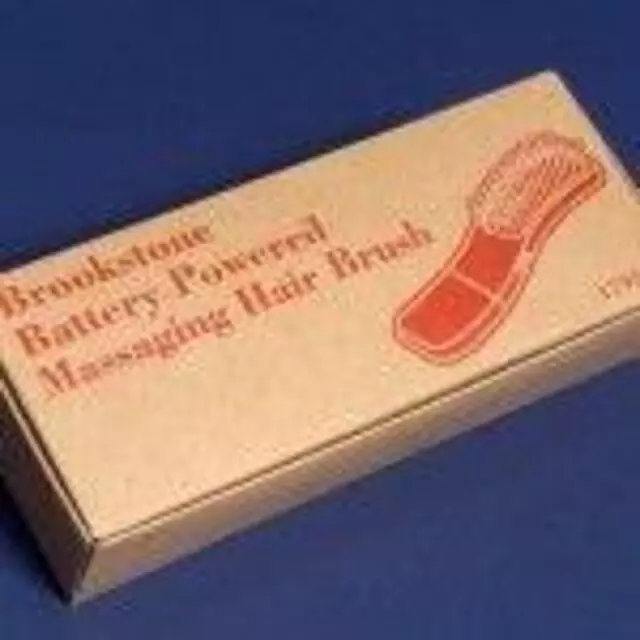 Brookstone
Battery Powered
Massaging Hair Brush